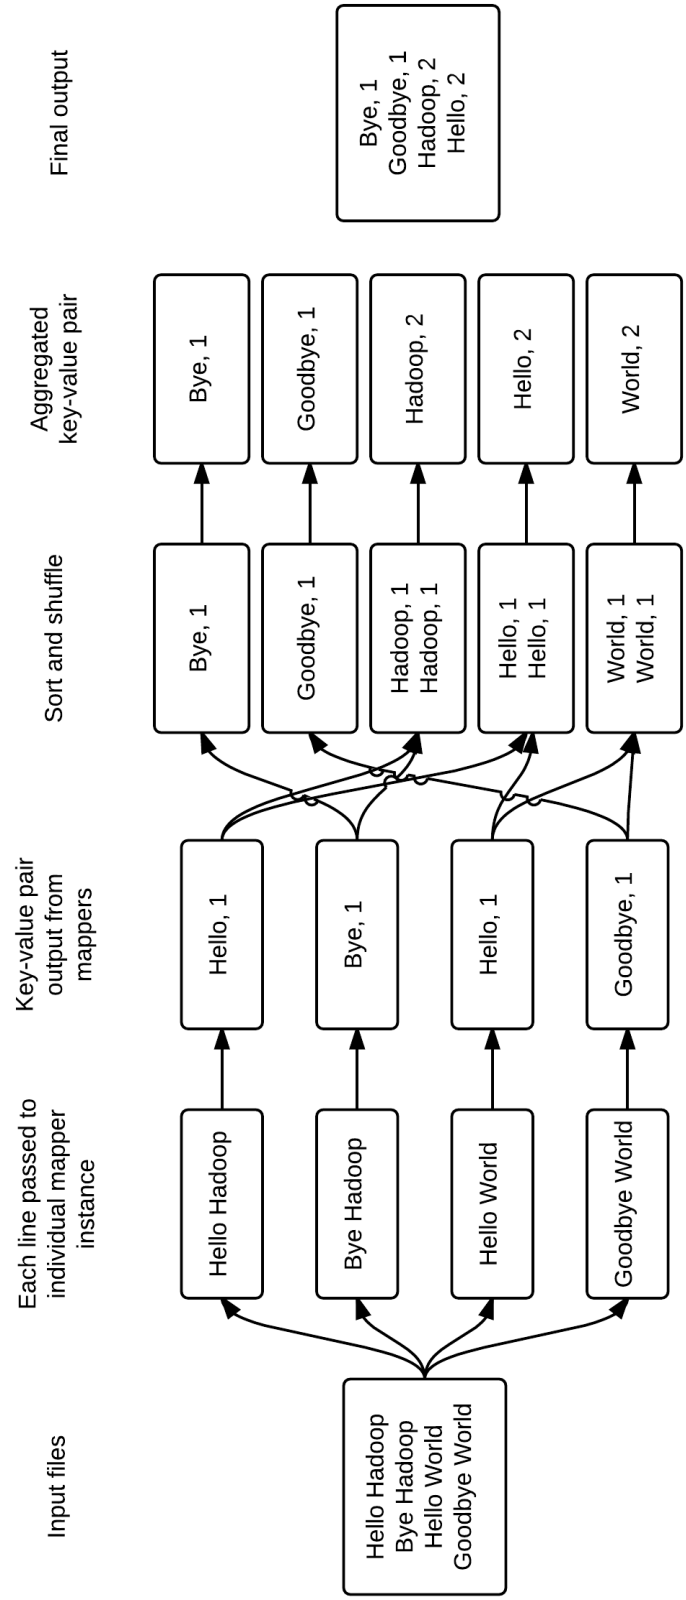 Input files
Each line passed to
individual mapper
instance
Key-value pair
output from
mappers
Sort and shuffle
Aggregated
key-value pair
Final output
Hello Hadoop
Bye Hadoop
Hello World
Goodbye World
Hello Hadoop
Bye Hadoop
Hello World
Goodbye World
Hello, 1
Bye, 1
Hello, 1
Goodbye, 1
Bye, 1
Goodbye, 1
Hadoop, 1
Hadoop, 1
Hello, 1
Hello, 1
World, 1
World, 1
Bye, 1
Goodbye, 1
Hadoop, 2
Hello, 2
World, 2
Bye, 1
Goodbye, 1
Hadoop, 2
Hello, 2